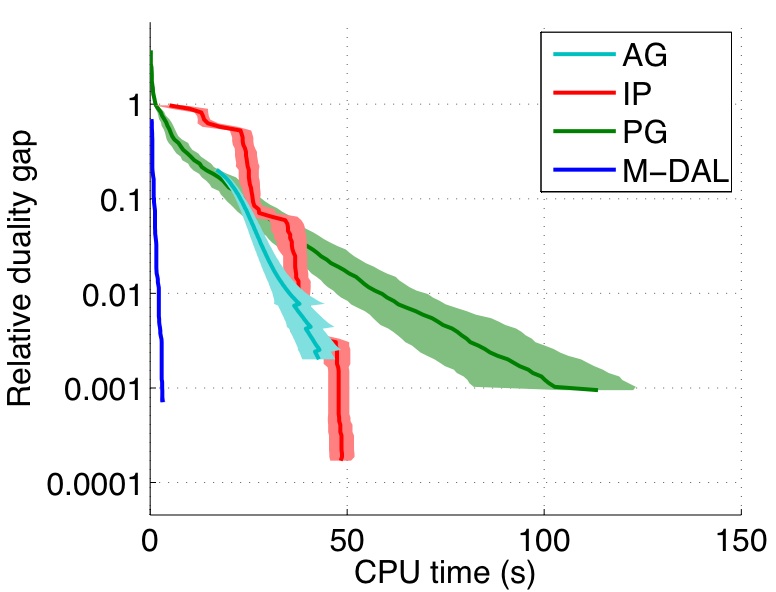 AG
IP
PG
M−DAL
Relative duality gap
1
0.1
0.01
0.001
0.0001
0 50 100 150
CPU time (s)